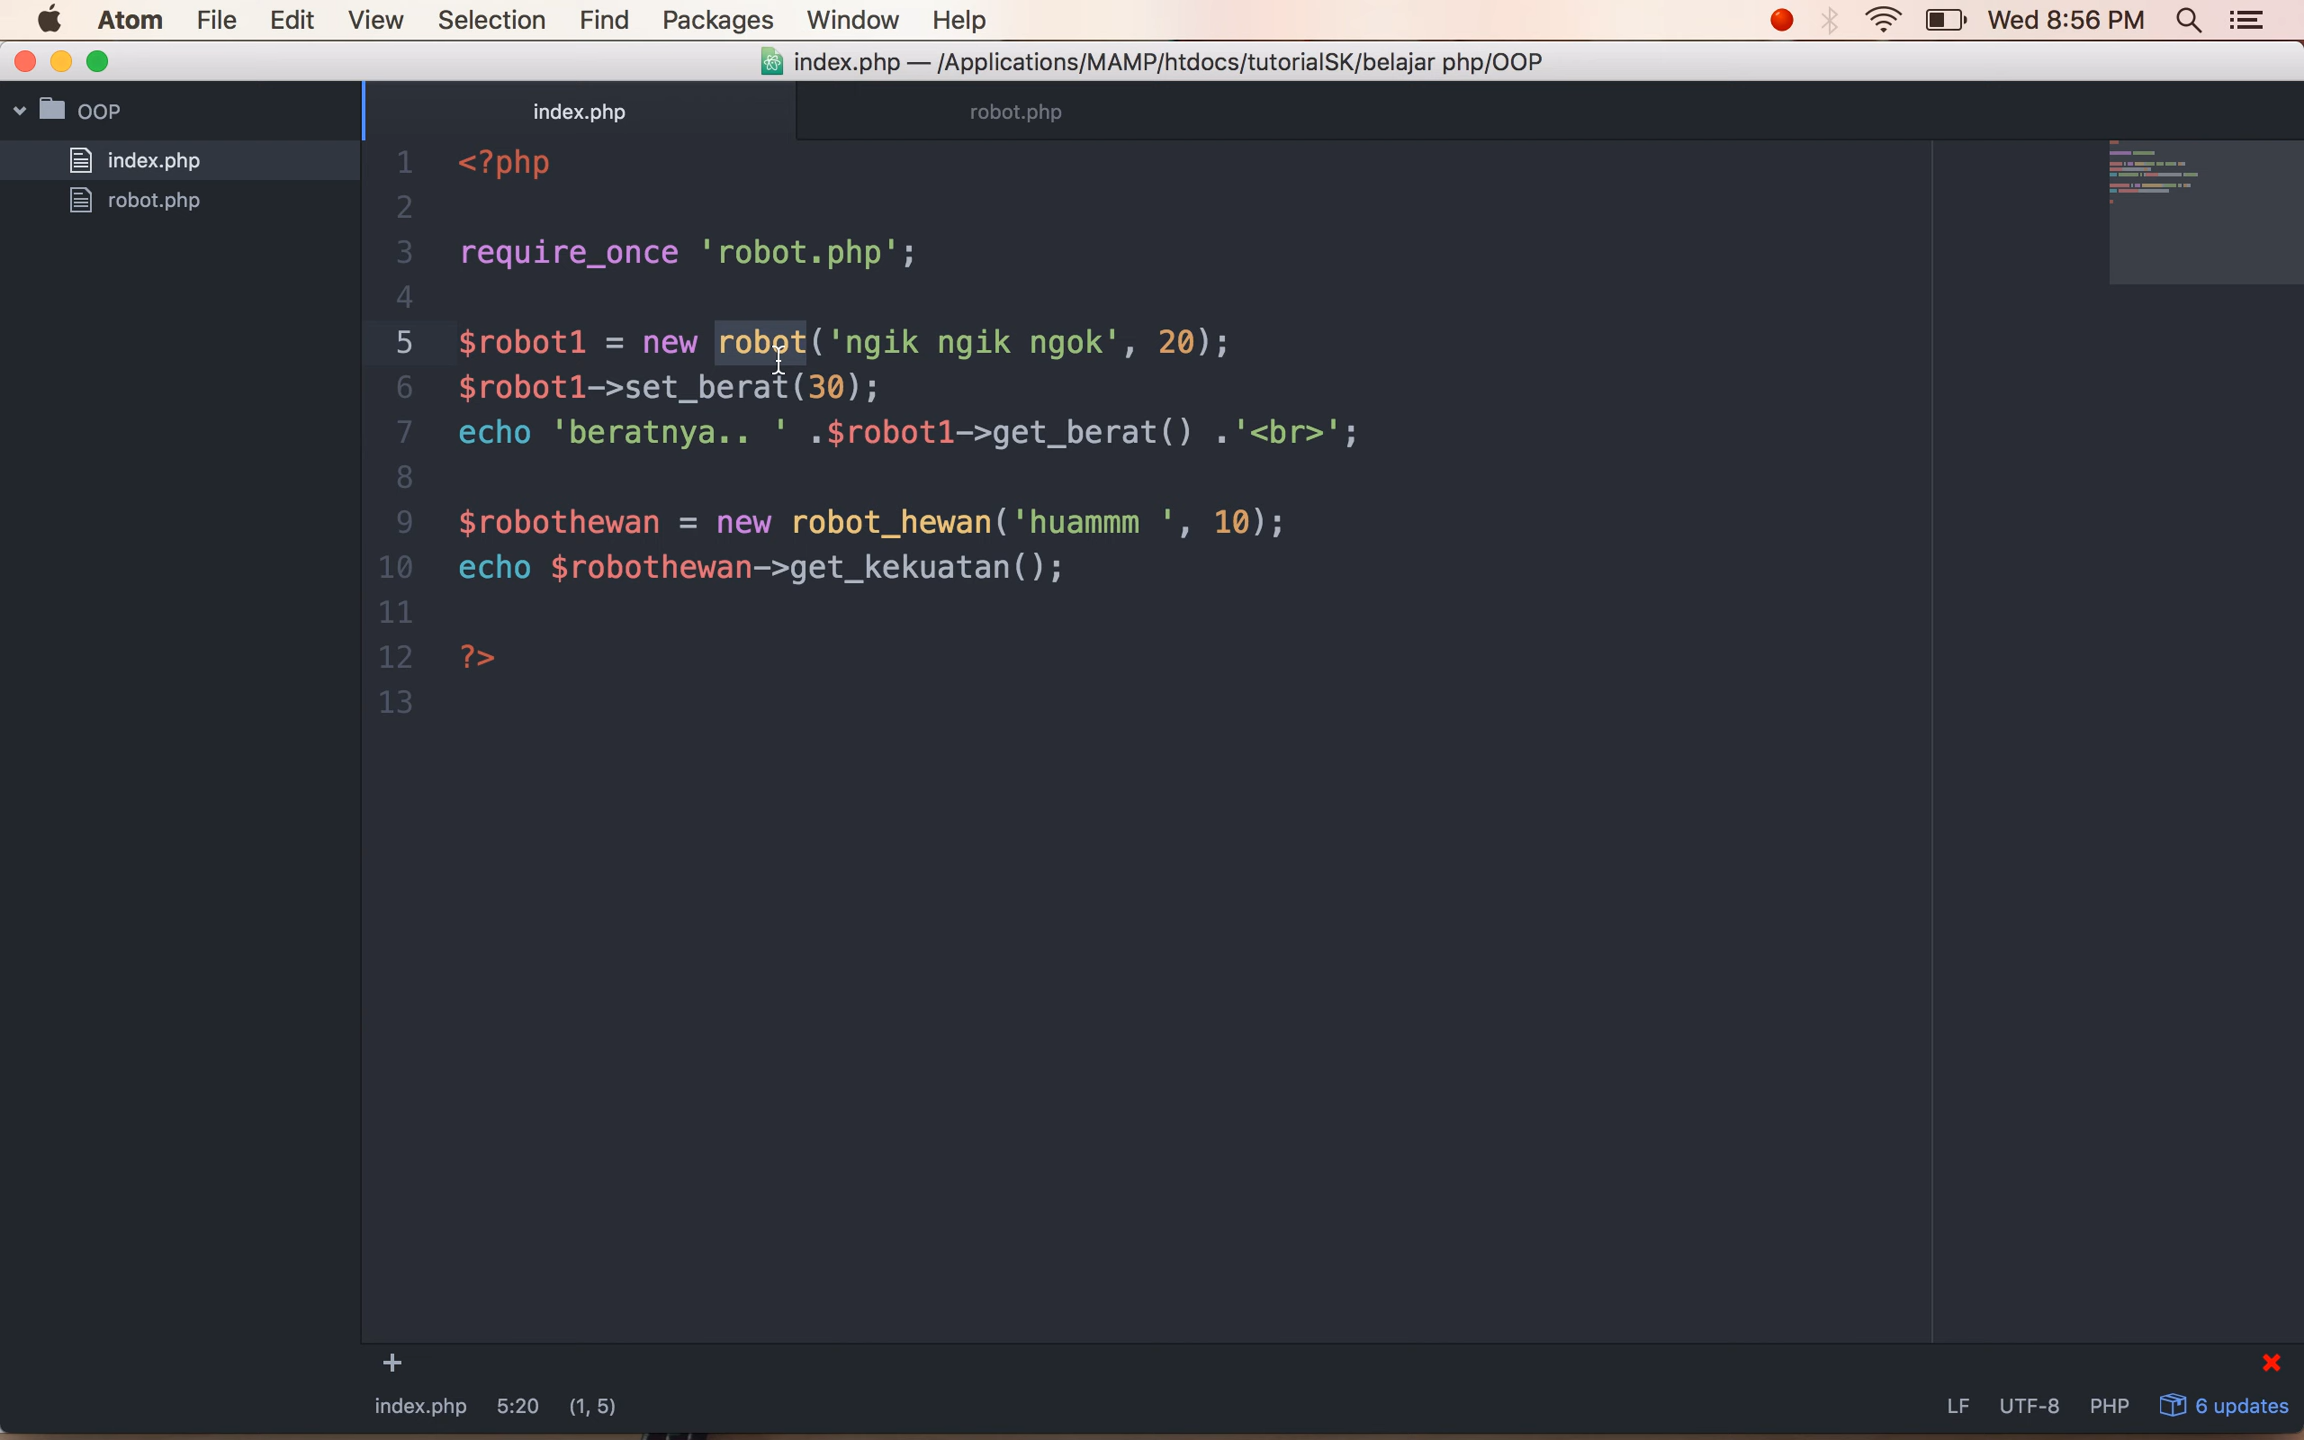 Atom File Edit View Selection Find Packages Window Help Wed 8:56 PM
index.php — /Applications/MAMP/htdocs/tutorialSK/belajar php/OOP
OOP
index.php
robot.php
index.php robot.php
1 <?php
2
3 require_once 'robot.php';
4
5 $robot1 = new robot('ngik ngik ngok', 20);
6 $robot1->set_berat(30);
7 echo 'beratnya.. ' .$robot1->get_berat() .'<br>';
8
9 $robothewan = new robot_hewan('huammm ', 10);
10 echo $robothewan->get_kekuatan();
11
12 ?>
13
+
index.php 5:20 (1, 5) LF UTF-8 PHP 6 updates